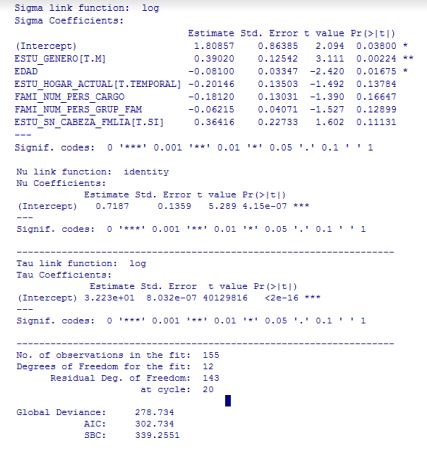 Sigma link function:  log
Sigma Coefficients:
Estimate Std. Error t value Pr(>|t|)
(Intercept) 1.80857 0.86385 2.094 0.03800 *
ESTU_GENERO[T.M] 0.39020 0.12542 3.111 0.00224 **
EDAD -0.08100 0.03347 -2.420 0.01675 *
ESTU_HOGAR_ACTUAL[T.TEMPORAL] -0.20146 0.13503 -1.492 0.13784
FAMI_NUM_PERS_CARGO -0.18120 0.13031 -1.390 0.16647
FAMI_NUM_PERS_GRUP_FAM -0.06215 0.04071 -1.527 0.12899
ESTU_SN_CABEZA_FMLIA[T.SI] 0.36416 0.22733 1.602 0.11131
---
Signif. codes:  0 '***' 0.001 '**' 0.01 '*' 0.05 '.' 0.1 ' ' 1
Nu link function:  identity
Nu Coefficients:
Estimate Std. Error t value Pr(>|t|)
(Intercept) 0.7187 0.1359 5.289 4.15e-07 ***
---
Signif. codes:  0 '***' 0.001 '**' 0.01 '*' 0.05 '.' 0.1 ' ' 1
-------------------------------------------------------------------
Tau link function:  log
Tau Coefficients:
Estimate Std. Error t value Pr(>|t|)
(Intercept) 3.223e+01 8.032e-07 40129816 <2e-16 ***
---
Signif. codes:  0 '***' 0.001 '**' 0.01 '*' 0.05 '.' 0.1 ' ' 1
-------------------------------------------------------------------
No. of observations in the fit:  155
Degrees of Freedom for the fit:  12
Residual Deg. of Freedom:  143
at cycle:  20
Global Deviance:     278.734
AIC:     302.734
SBC:     339.2551